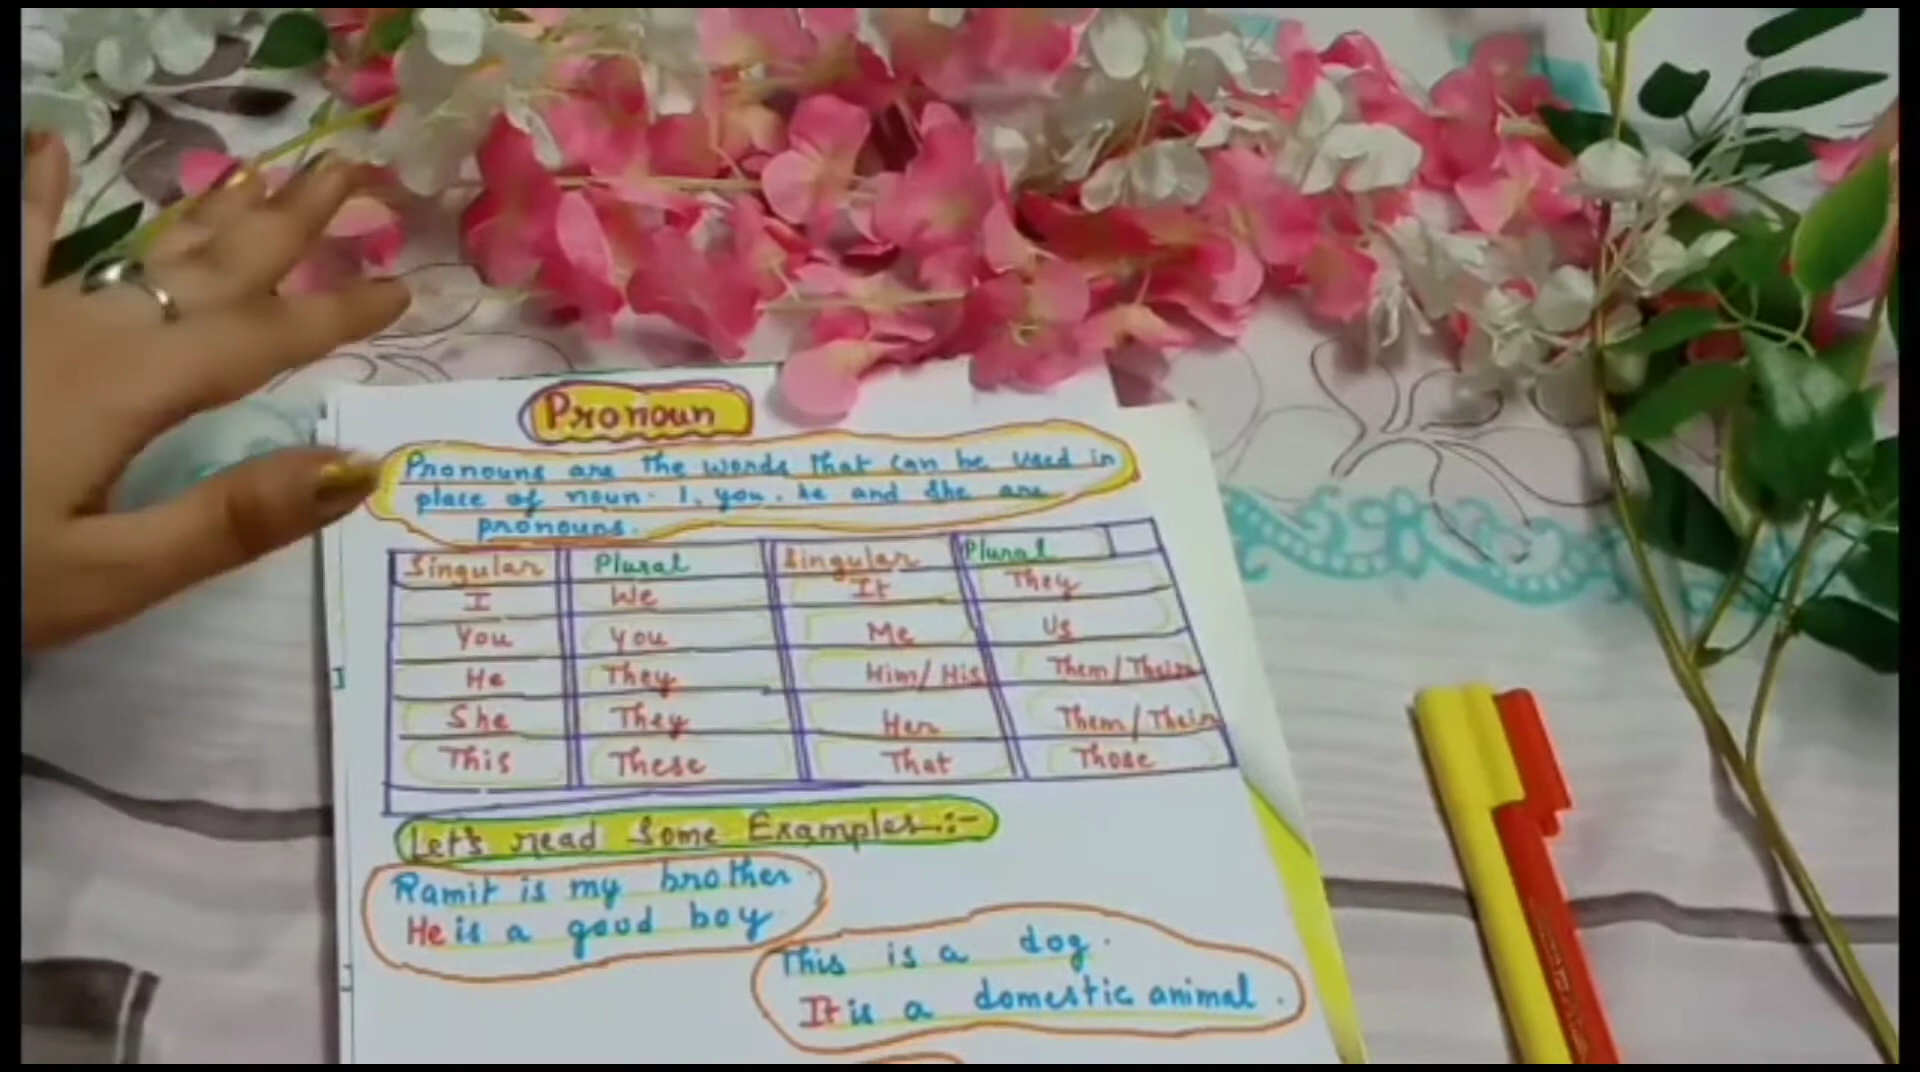 Pronoun
Pronouns are the words that can be used in
place of noun. I, you, he and she are
pronouns.
Singular Plural Singular Plural
I We It They
You you Me Us
He They Him/His Them/Their
She They Her Them/Their
This These That Those
Let's read Some Examples:-
Ramit is my brother.
He is a good boy
This is a dog.
It is a domestic animal.